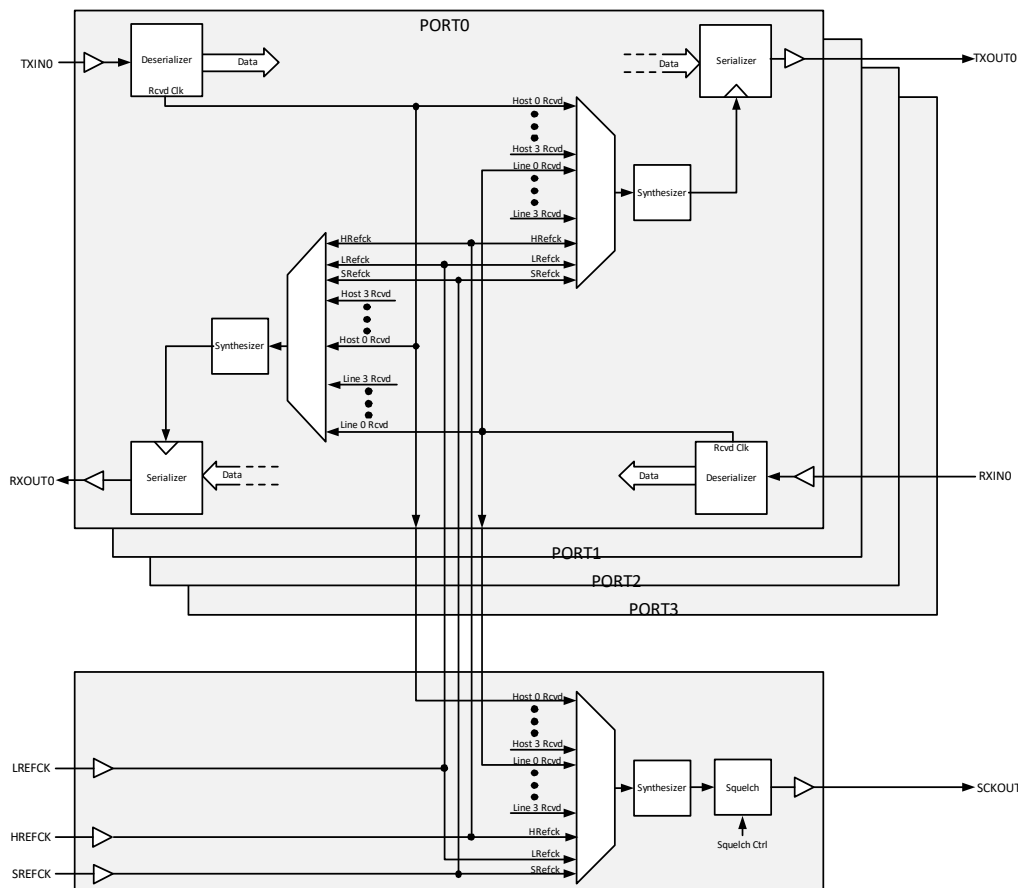 PORT0
TXIN0
Deserializer
Rcvd Clk
Data
Data
Serializer
TXOUT0
Host 0 Rcvd
Host 3 Rcvd
Line 0 Rcvd
Line 3 Rcvd
Synthesizer
HRefck
LRefck
SRefck
HRefck
LRefck
SRefck
Host 3 Rcvd
Host 0 Rcvd
Line 3 Rcvd
Line 0 Rcvd
Synthesizer
RXOUT0
Serializer
Data
Data
Rcvd Clk
Deserializer
RXIN0
PORT1
PORT2
PORT3
Host 0 Rcvd
Host 3 Rcvd
Line 0 Rcvd
Line 3 Rcvd
HRefck
LRefck
SRefck
LREFCK
HREFCK
SREFCK
Synthesizer
Squelch
Squelch Ctrl
SCKOUT